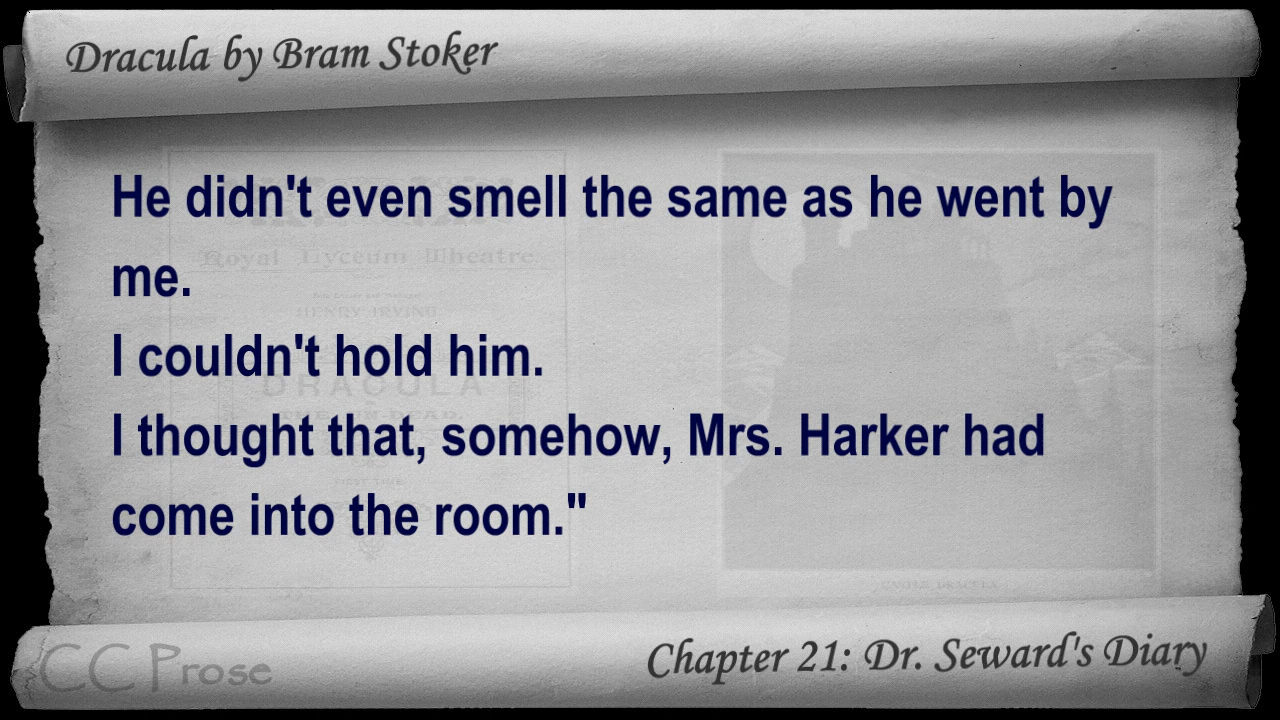 Dracula by Bram Stoker
He didn't even smell the same as he went by
me.
I couldn't hold him.
I thought that, somehow, Mrs. Harker had
come into the room."
Royal Lyceum Theatre
HENRY IRVING
DRACULA
CASTLE DRACULA
CC Prose
Chapter 21: Dr. Seward's Diary